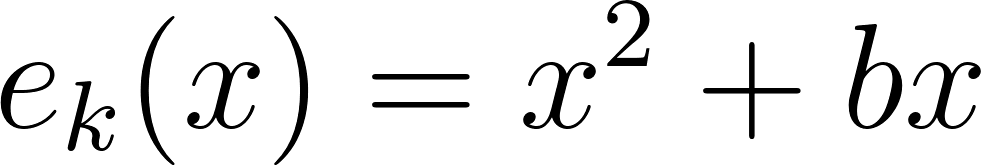 e_k(x) = x^2 + bx